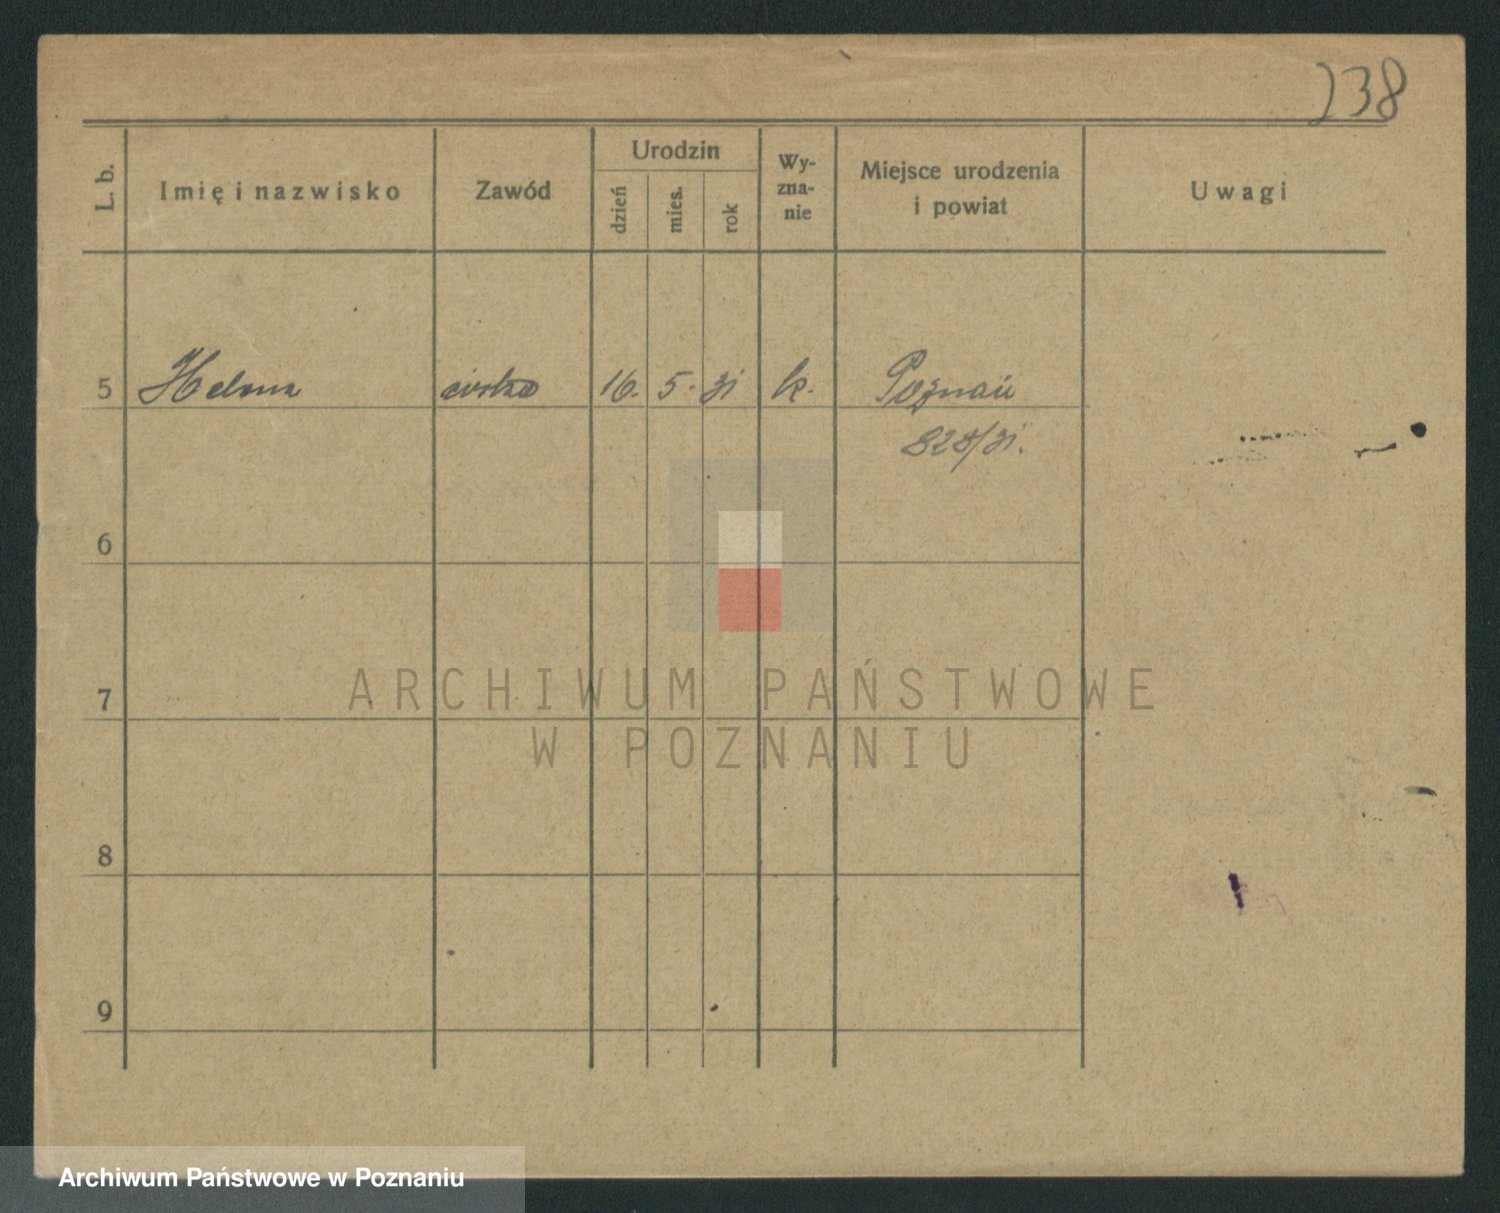 238
L. b.
Imię i nazwisko
Zawód
Urodzin
dzień
mies.
rok
Wy-
zna-
nie
Miejsce urodzenia
i powiat
Uwagi
5 Helena córka 16. 5. 31 k. Poznań
828/31.
6
7
8
9
ARCHIWUM PAŃSTWOWE
W POZNANIU
Archiwum Państwowe w Poznaniu